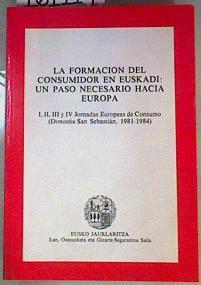 LA FORMACION DEL
CONSUMIDOR EN EUSKADI:
UN PASO NECESARIO HACIA
EUROPA
I, II, III y IV Jornadas Europeas de Consumo
(Donostia San Sebastián, 1981-1984)
EUSKO JAURLARITZA
Lan, Osasunketa eta Gizarte-Segurantza Saila